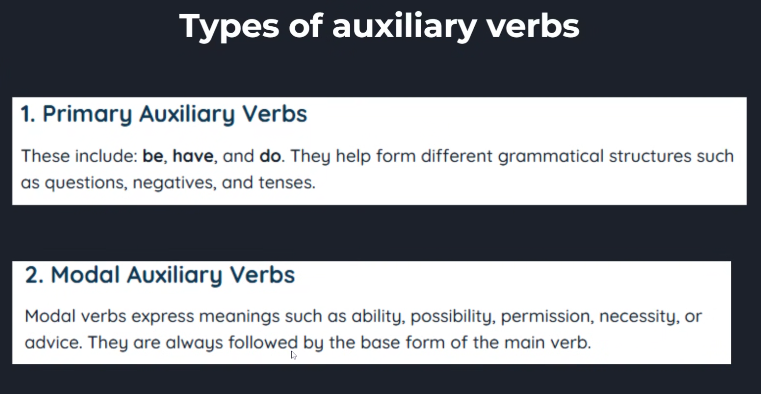 Types of auxiliary verbs
1. Primary Auxiliary Verbs
These include: be, have, and do. They help form different grammatical structures such
as questions, negatives, and tenses.
2. Modal Auxiliary Verbs
Modal verbs express meanings such as ability, possibility, permission, necessity, or
advice. They are always followed by the base form of the main verb.